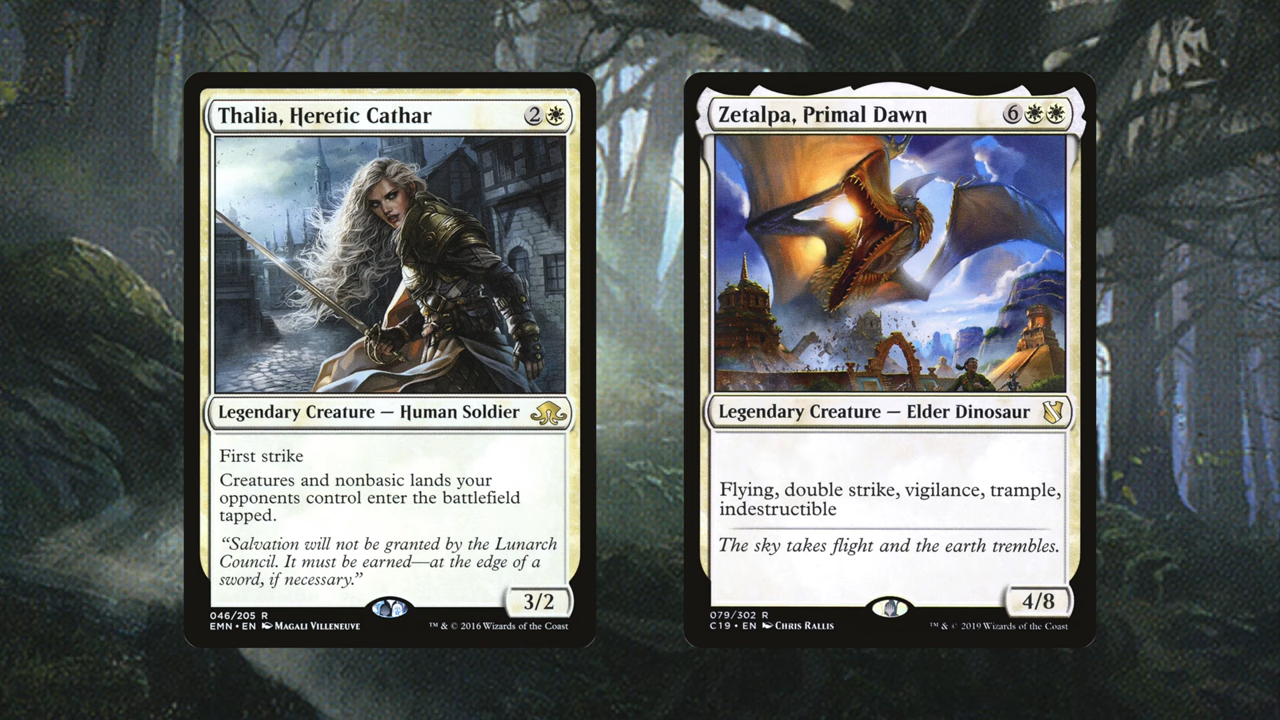 Thalia, Heretic Cathar 2
Legendary Creature — Human Soldier
First strike
Creatures and nonbasic lands your
opponents control enter the battlefield
tapped.
“Salvation will not be granted by the Lunarch
Council. It must be earned—at the edge of a
sword, if necessary.”
3/2
046/205 R
EMN • EN Magali Villeneuve ™ & © 2016 Wizards of the Coast
Zetalpa, Primal Dawn 6
Legendary Creature — Elder Dinosaur
Flying, double strike, vigilance, trample,
indestructible
The sky takes flight and the earth trembles.
4/8
079/302 R
C19 • EN Chris Rallis ™ & © 2019 Wizards of the Coast